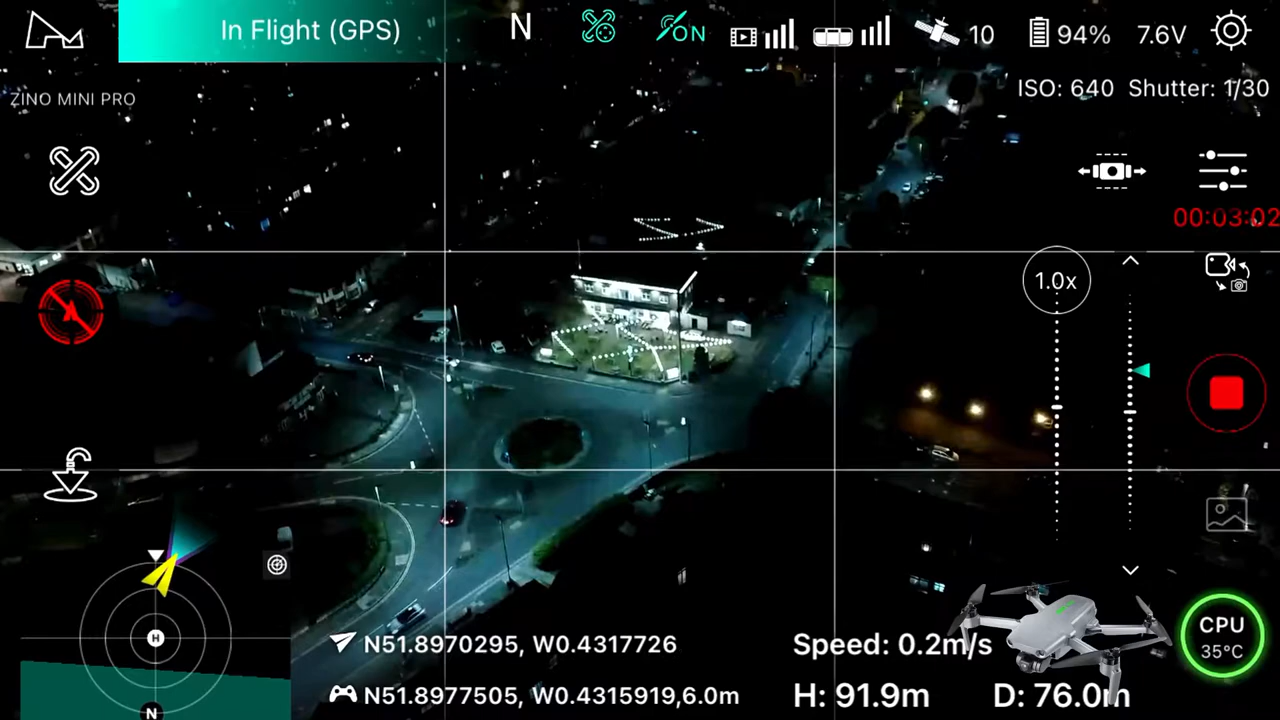 In Flight (GPS)
N
ON
10
94%
7.6V
ZINO MINI PRO
ISO: 640 Shutter: 1/30
00:03:02
1.0x
H
N
N51.8970295, W0.4317726
N51.8977505, W0.4315919,6.0m
Speed: 0.2m/s
H: 91.9m
D: 76.0m
CPU
35°C